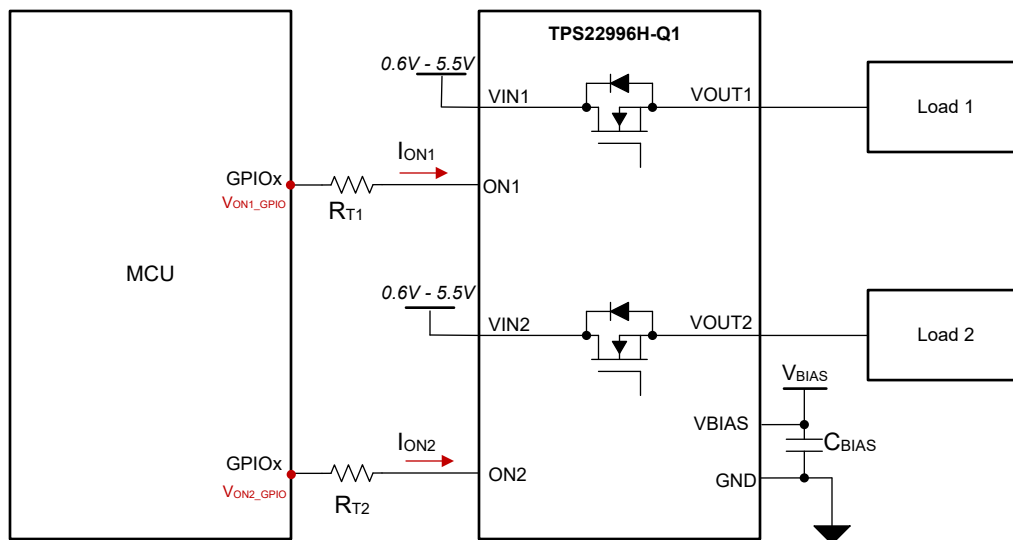 TPS22996H-Q1
0.6V - 5.5V
VIN1
VOUT1
Load 1
ION1
GPIOx
VON1_GPIO
RT1
ON1
MCU
0.6V - 5.5V
VIN2
VOUT2
Load 2
VBIAS
VBIAS
CBIAS
ION2
GPIOx
VON2_GPIO
RT2
ON2
GND